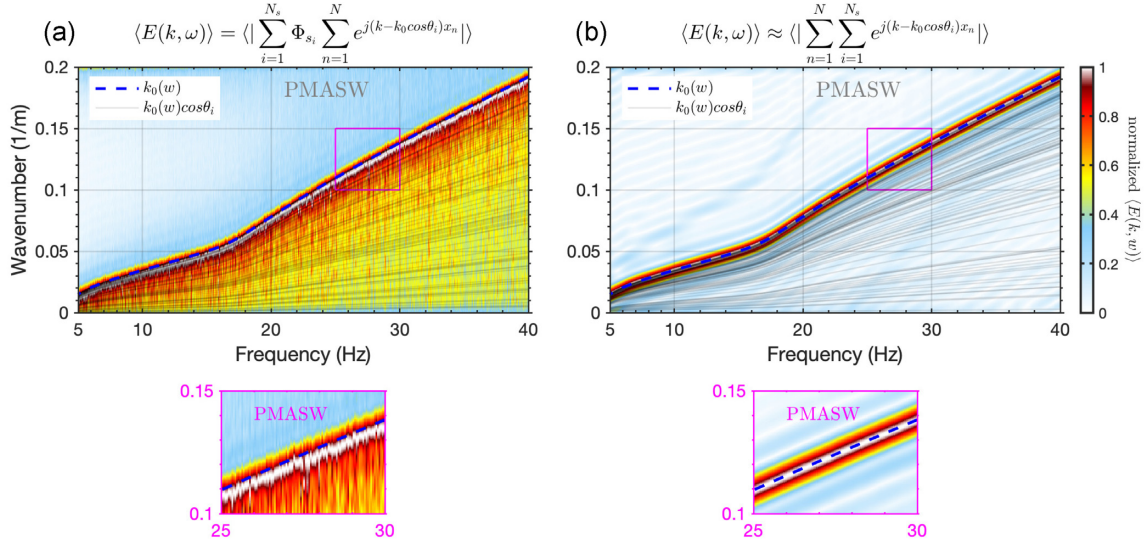 (a) ⟨E(k, ω)⟩ = ⟨| ∑_{i=1}^{N_s} Φ_{s_i} ∑_{n=1}^{N} e^{j(k−k_0cosθ_i)x_n} |⟩
(b) ⟨E(k, ω)⟩ ≈ ⟨| ∑_{n=1}^{N} ∑_{i=1}^{N_s} e^{j(k−k_0cosθ_i)x_n} |⟩
Wavenumber (1/m)
0.2
0.15
0.1
0.05
0
k_0(w)
k_0(w)cosθ_i
PMASW
5 10 20 30 40
Frequency (Hz)
0.2
0.15
0.1
0.05
0
k_0(w)
k_0(w)cosθ_i
PMASW
5 10 20 30 40
Frequency (Hz)
1
0.8
0.6
0.4
0.2
0
normalized ⟨E(k, w)⟩
0.15
PMASW
0.1
25 30
0.15
PMASW
0.1
25 30